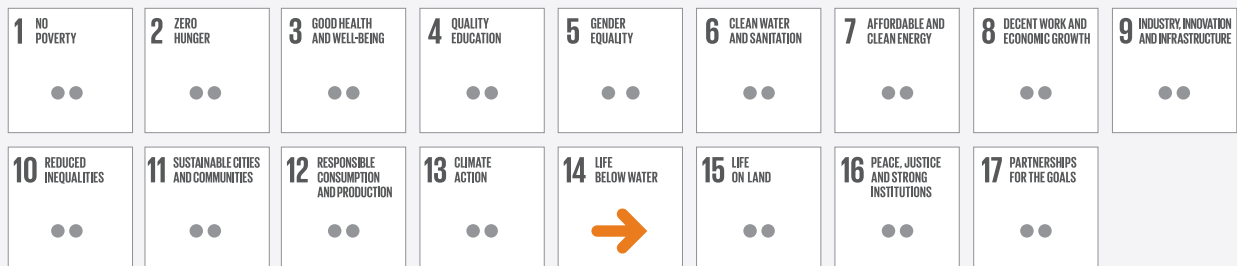 1 NO
POVERTY
2 ZERO
HUNGER
3 GOOD HEALTH
AND WELL-BEING
4 QUALITY
EDUCATION
5 GENDER
EQUALITY
6 CLEAN WATER
AND SANITATION
7 AFFORDABLE AND
CLEAN ENERGY
8 DECENT WORK AND
ECONOMIC GROWTH
9 INDUSTRY, INNOVATION
AND INFRASTRUCTURE
10 REDUCED
INEQUALITIES
11 SUSTAINABLE CITIES
AND COMMUNITIES
12 RESPONSIBLE
CONSUMPTION
AND PRODUCTION
13 CLIMATE
ACTION
14 LIFE
BELOW WATER
15 LIFE
ON LAND
16 PEACE, JUSTICE
AND STRONG
INSTITUTIONS
17 PARTNERSHIPS
FOR THE GOALS